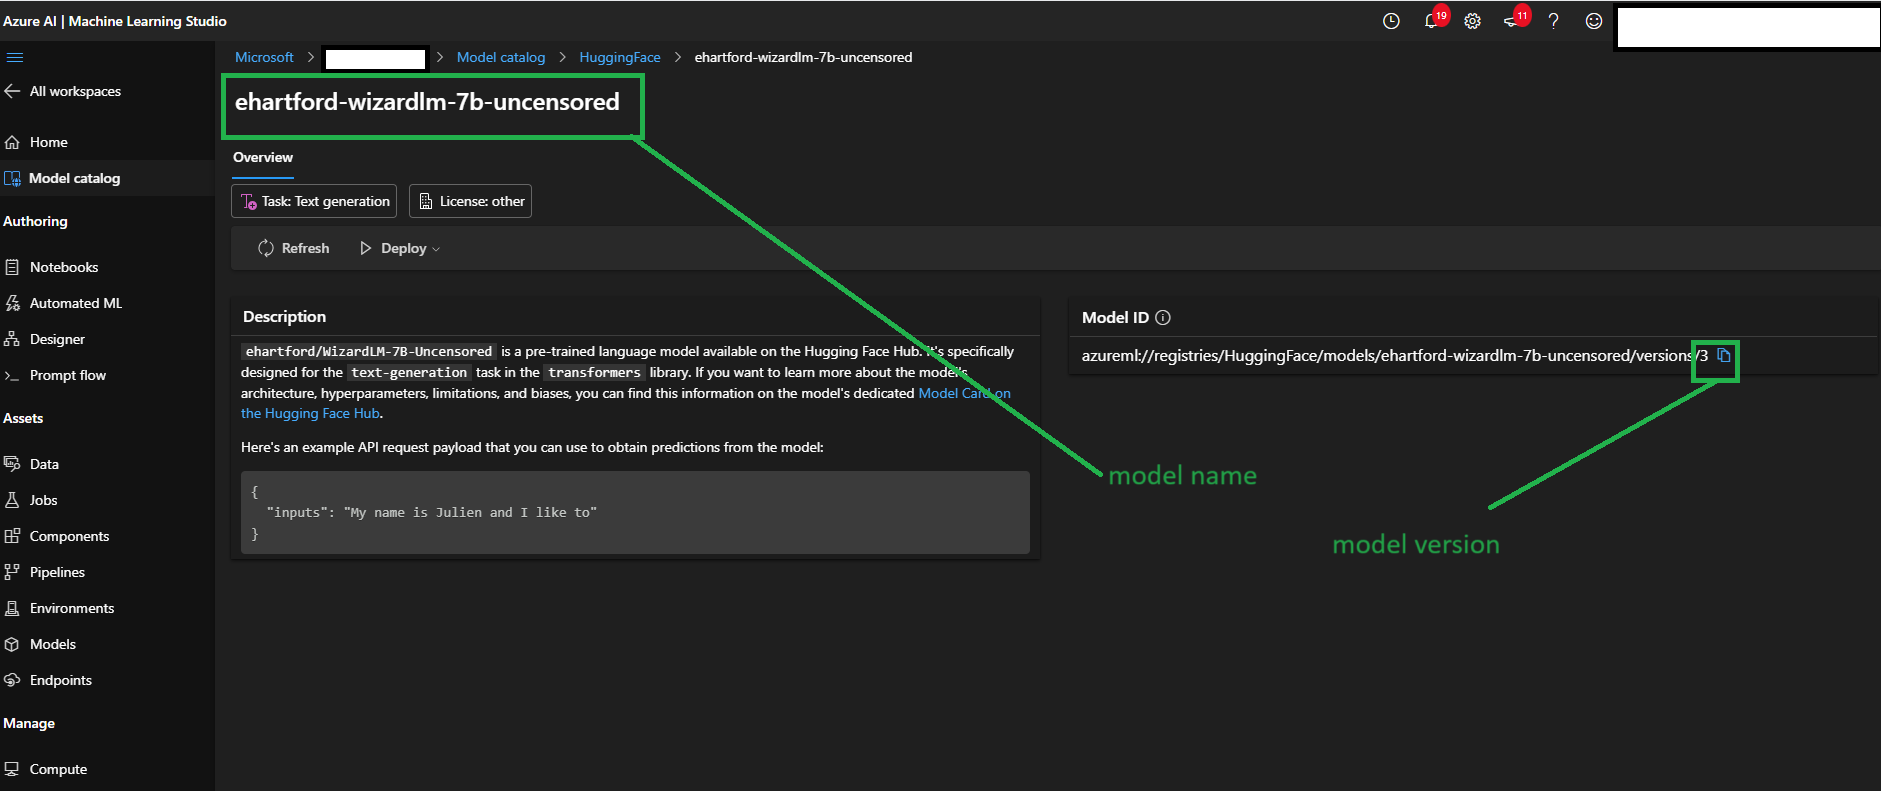 Azure AI | Machine Learning Studio
19
11
All workspaces
Home
Model catalog
Authoring
Notebooks
Automated ML
Designer
Prompt flow
Assets
Data
Jobs
Components
Pipelines
Environments
Models
Endpoints
Manage
Compute
Microsoft > > Model catalog > HuggingFace > ehartford-wizardlm-7b-uncensored
ehartford-wizardlm-7b-uncensored
Overview
Task: Text generation License: other
Refresh Deploy
Description
ehartford/WizardLM-7B-Uncensored is a pre-trained language model available on the Hugging Face Hub. It's specifically
designed for the text-generation task in the transformers library. If you want to learn more about the model's
architecture, hyperparameters, limitations, and biases, you can find this information on the model's dedicated Model Card on
the Hugging Face Hub.
Here's an example API request payload that you can use to obtain predictions from the model:
{
"inputs": "My name is Julien and I like to"
}
Model ID
azureml://registries/HuggingFace/models/ehartford-wizardlm-7b-uncensored/versions/3
model name
model version